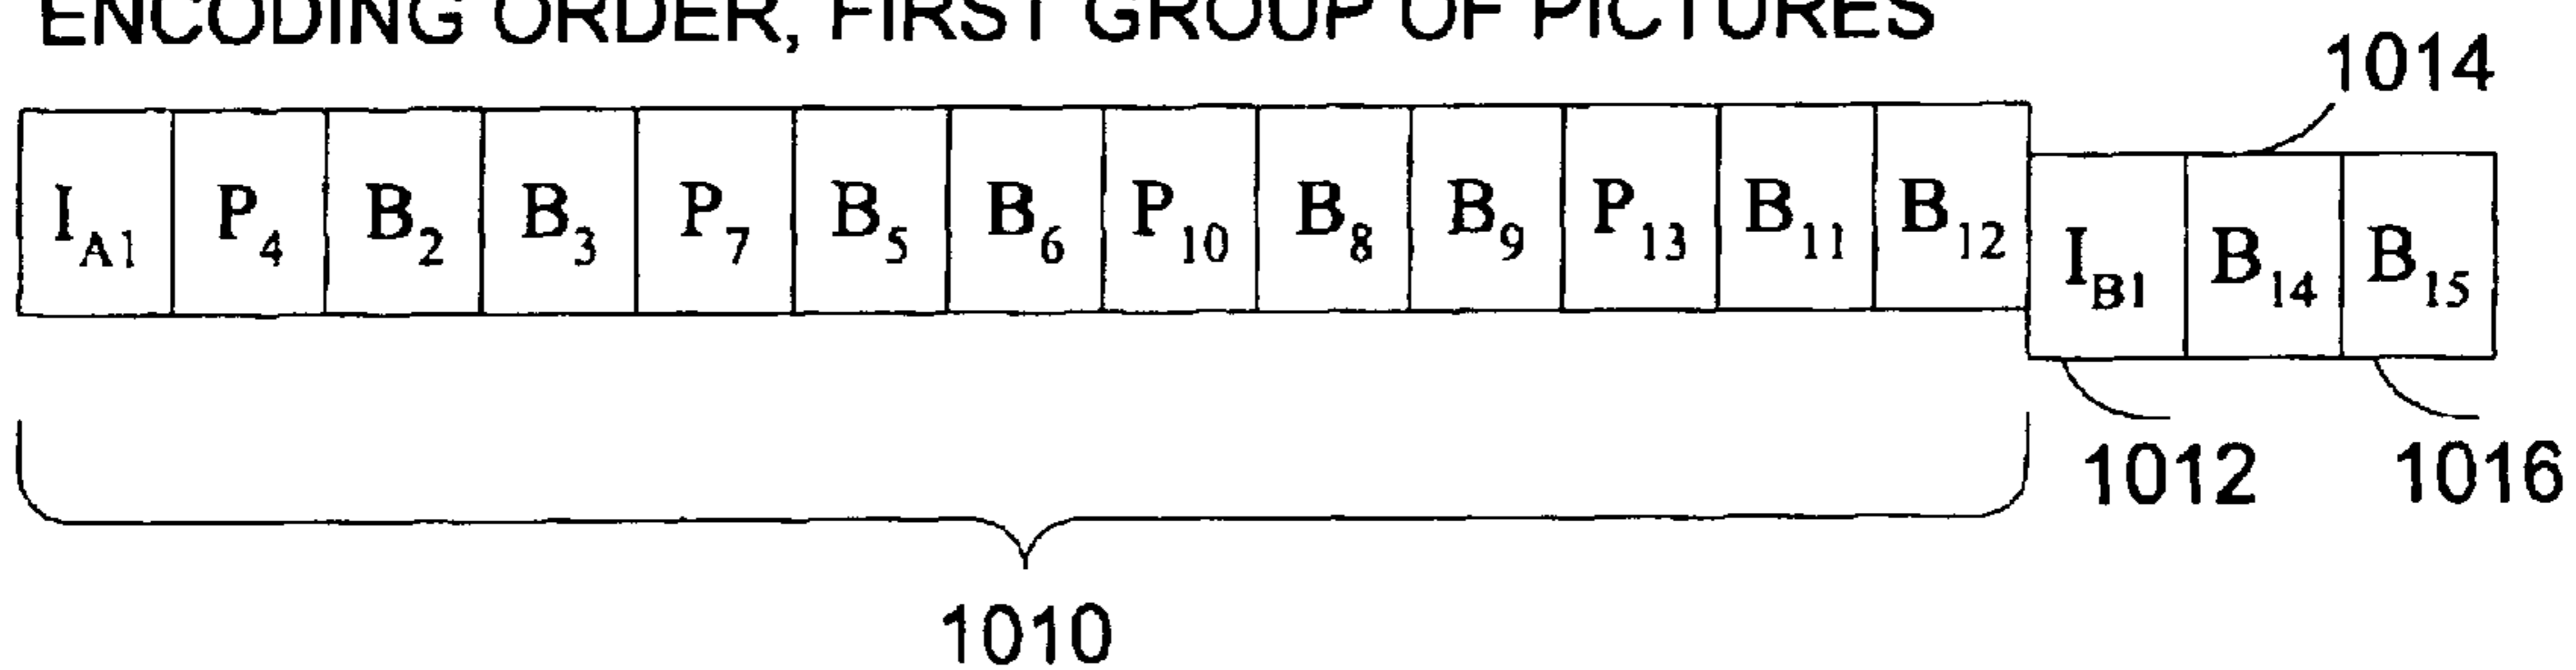 ENCODING ORDER, FIRST GROUP OF PICTURES
1014
I_A1 P_4 B_2 B_3 P_7 B_5 B_6 P_10 B_8 B_9 P_13 B_11 B_12 I_B1 B_14 B_15
1012 1016
1010